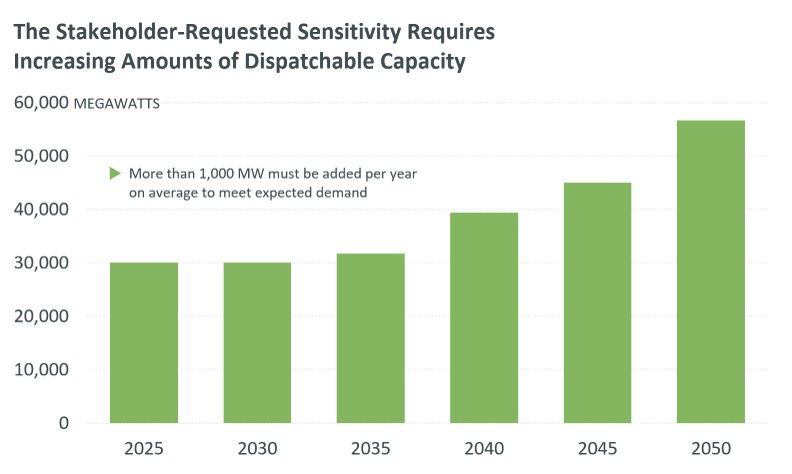 The Stakeholder-Requested Sensitivity Requires
Increasing Amounts of Dispatchable Capacity
60,000 MEGAWATTS
50,000
More than 1,000 MW must be added per year
on average to meet expected demand
40,000
30,000
20,000
10,000
0
2025 2030 2035 2040 2045 2050